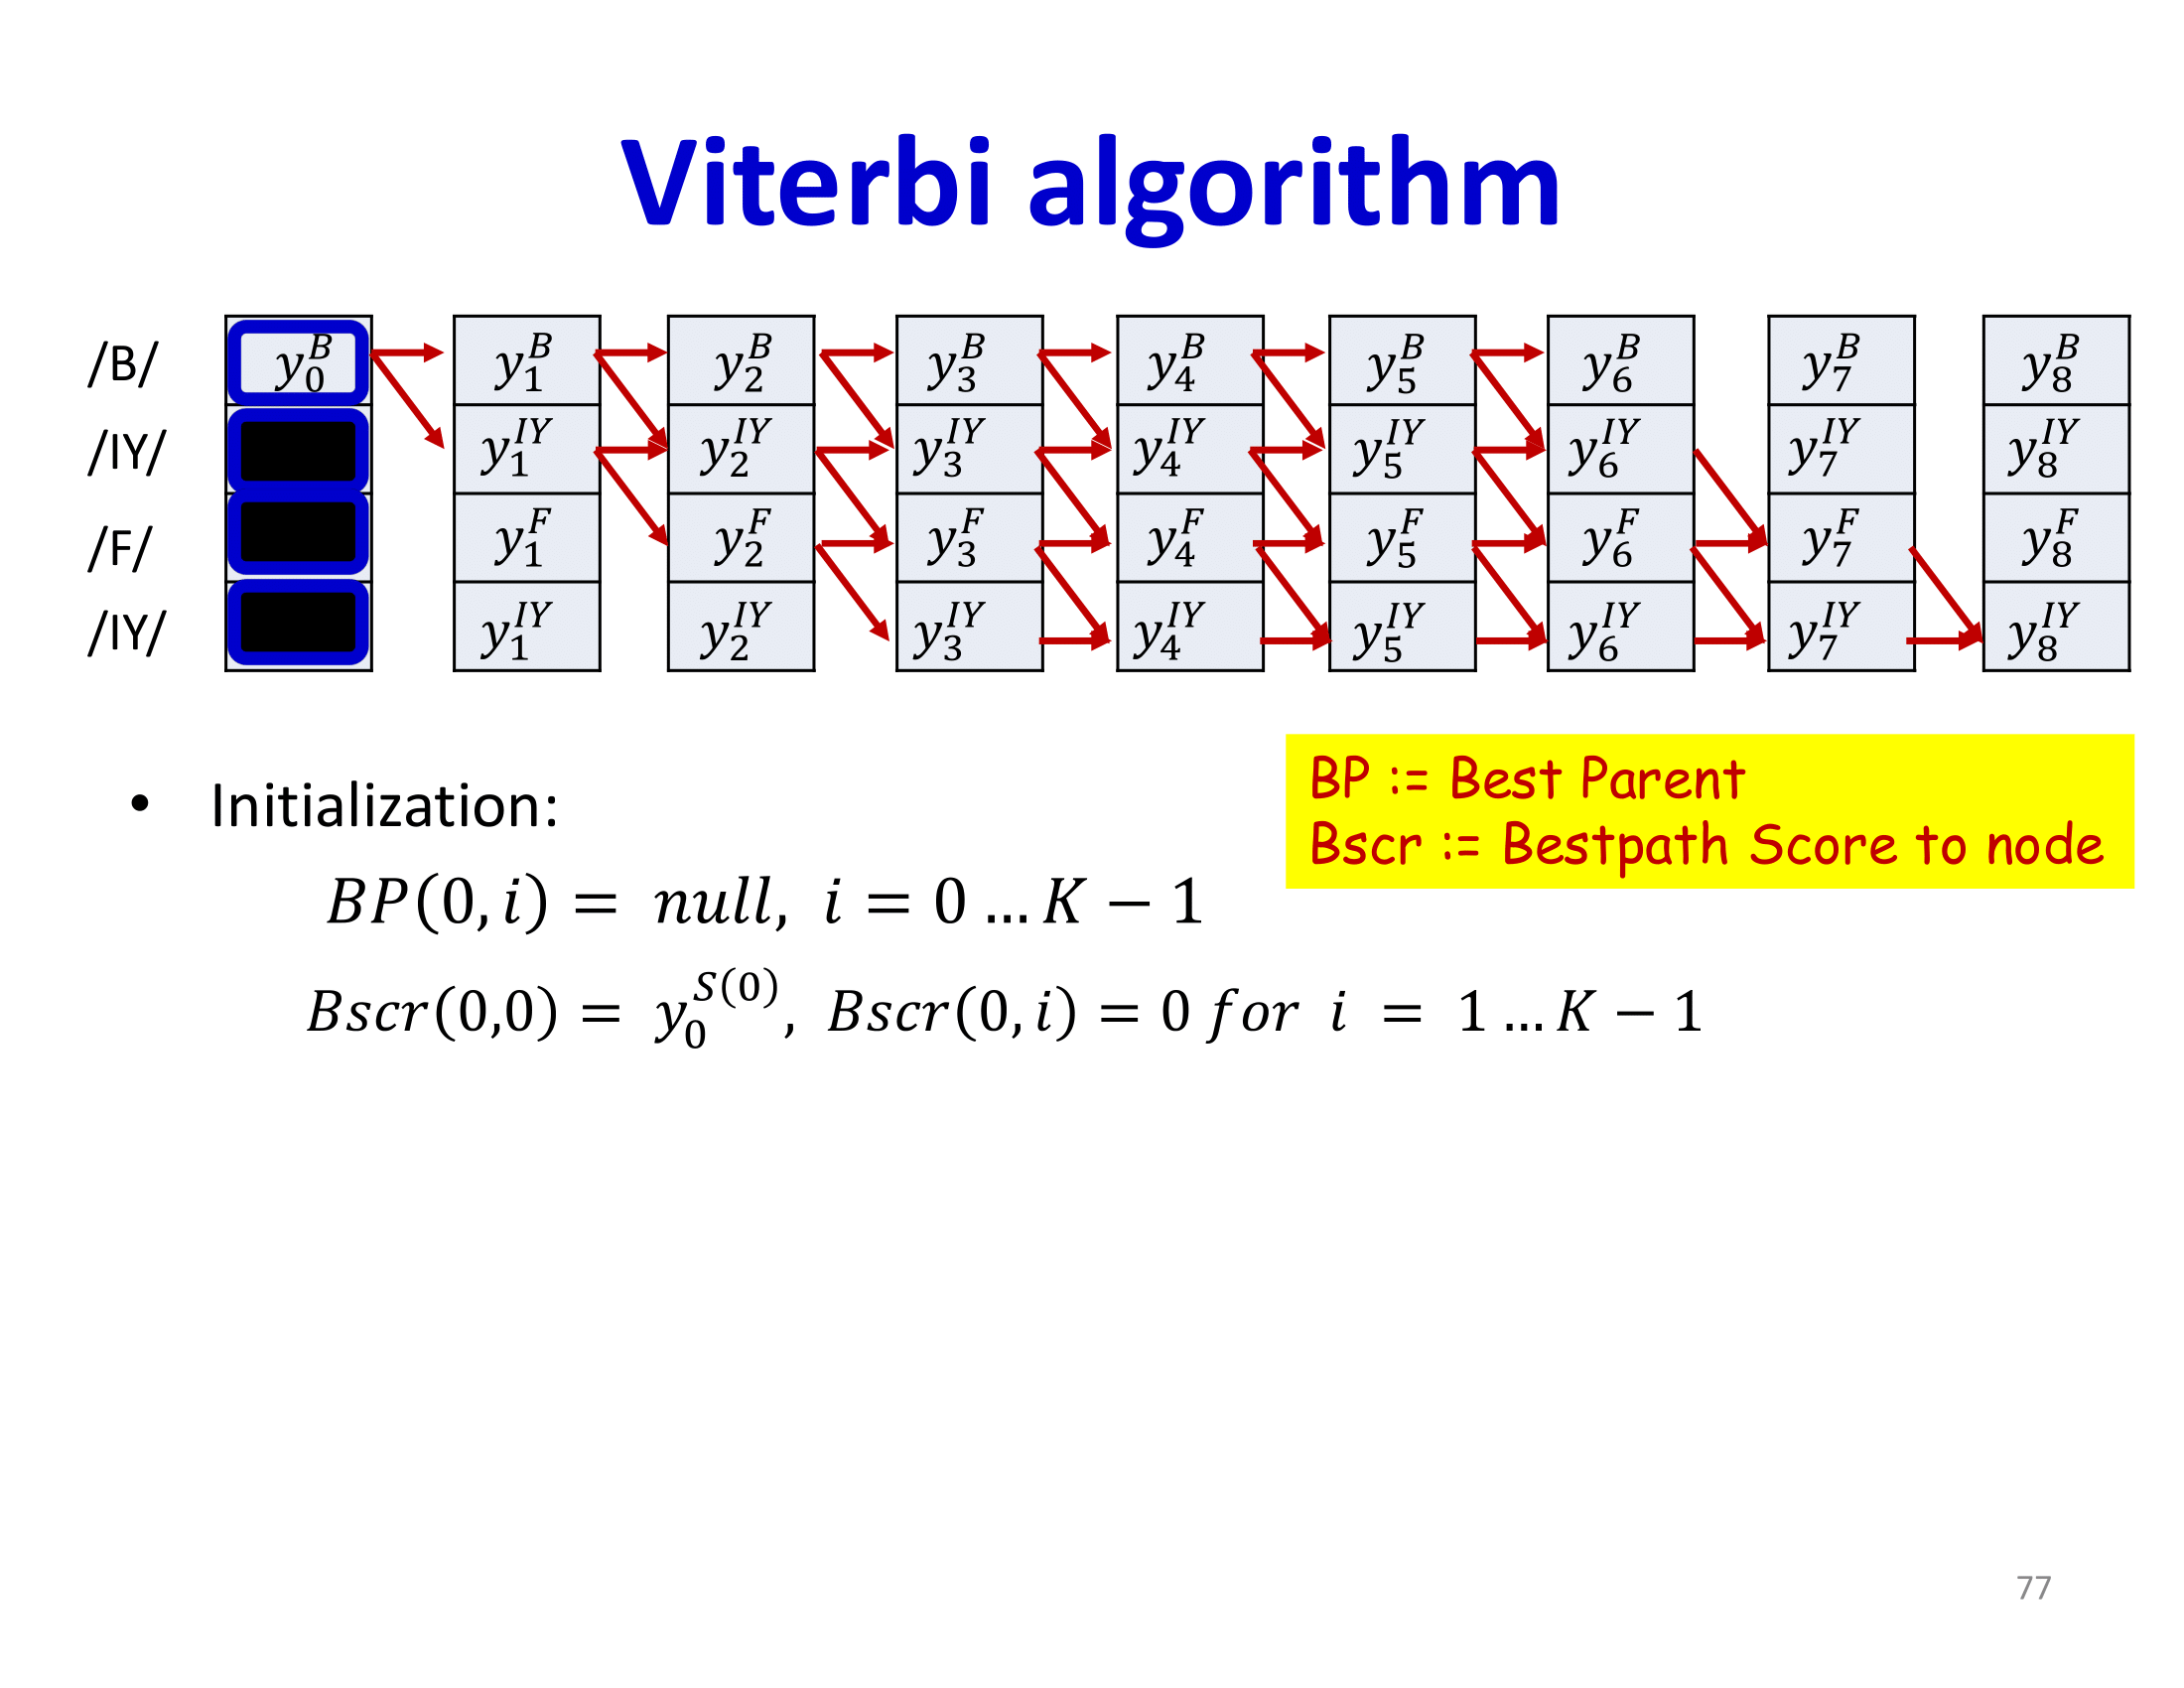 Viterbi algorithm
/B/ y_0^B y_1^B y_2^B y_3^B y_4^B y_5^B y_6^B y_7^B y_8^B
/IY/ y_1^{IY} y_2^{IY} y_3^{IY} y_4^{IY} y_5^{IY} y_6^{IY} y_7^{IY} y_8^{IY}
/F/ y_1^F y_2^F y_3^F y_4^F y_5^F y_6^F y_7^F y_8^F
/IY/ y_1^{IY} y_2^{IY} y_3^{IY} y_4^{IY} y_5^{IY} y_6^{IY} y_7^{IY} y_8^{IY}
BP := Best Parent
Bscr := Bestpath Score to node
• Initialization:
BP(0, i) = null, i = 0 ... K − 1
Bscr(0,0) = y_0^{S(0)}, Bscr(0, i) = 0 for i = 1 ... K − 1
77